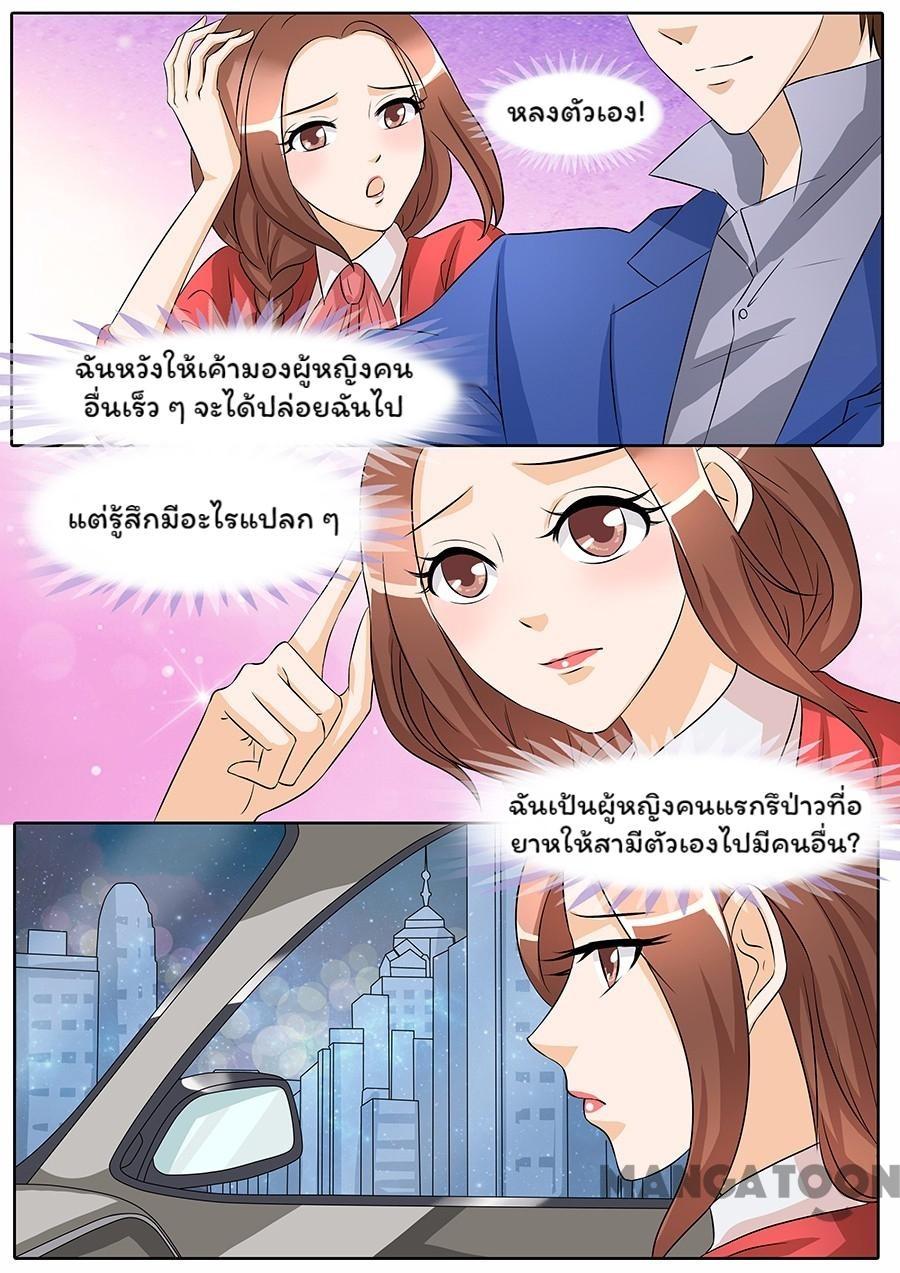 หลงตัวเอง!
ฉันหวังให้เค้ามองผู้หญิงคน
อื่นเร็ว ๆ จะได้ปล่อยฉันไป
แต่รู้สึกมีอะไรแปลก ๆ
ฉันเป้นผู้หญิงคนแรกรึป่าวที่อ
ยาหให้สามีตัวเองไปมีคนอื่น?
MANGATOON